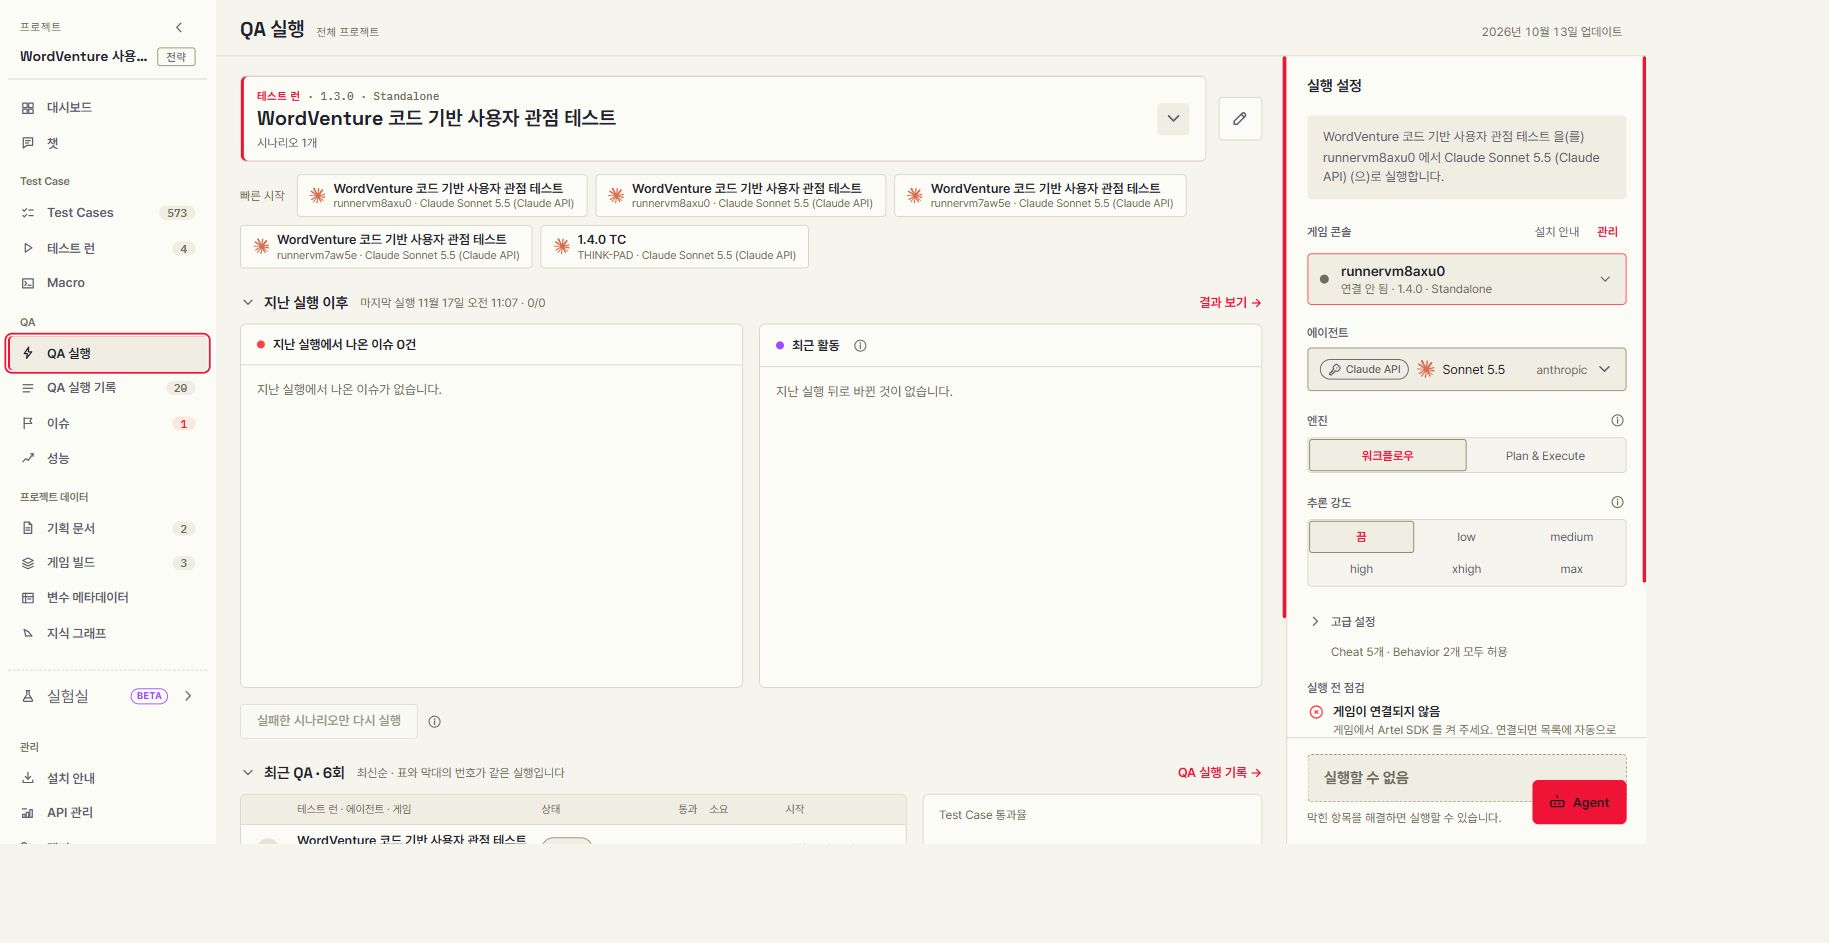 프로젝트
WordVenture 사용... 전략
대시보드
챗
Test Case
Test Cases 573
테스트 런 4
Macro
QA
QA 실행
QA 실행 기록 20
이슈 1
성능
프로젝트 데이터
기획 문서 2
게임 빌드 3
변수 메타데이터
지식 그래프
실험실 BETA
관리
설치 안내
API 관리
QA 실행 전체 프로젝트
2026년 10월 13일 업데이트
테스트 런 · 1.3.0 · Standalone
WordVenture 코드 기반 사용자 관점 테스트
시나리오 1개
빠른 시작
WordVenture 코드 기반 사용자 관점 테스트
runnervm8axu0 · Claude Sonnet 5.5 (Claude API)
WordVenture 코드 기반 사용자 관점 테스트
runnervm8axu0 · Claude Sonnet 5.5 (Claude API)
WordVenture 코드 기반 사용자 관점 테스트
runnervm7aw5e · Claude Sonnet 5.5 (Claude API)
WordVenture 코드 기반 사용자 관점 테스트
runnervm7aw5e · Claude Sonnet 5.5 (Claude API)
1.4.0 TC
THINK-PAD · Claude Sonnet 5.5 (Claude API)
지난 실행 이후 마지막 실행 11월 17일 오전 11:07 · 0/0
결과 보기 →
지난 실행에서 나온 이슈 0건
지난 실행에서 나온 이슈가 없습니다.
최근 활동
지난 실행 뒤로 바뀐 것이 없습니다.
실패한 시나리오만 다시 실행
최근 QA · 6회 최신순 · 표와 막대의 번호가 같은 실행입니다
QA 실행 기록 →
테스트 런 · 에이전트 · 게임 상태 통과 소요 시작
WordVenture 코드 기반 사용자 관점 테스트
Test Case 통과율
실행 설정
WordVenture 코드 기반 사용자 관점 테스트 을(를)
runnervm8axu0 에서 Claude Sonnet 5.5 (Claude
API) (으)로 실행합니다.
게임 콘솔 설치 안내 관리
runnervm8axu0
연결 안 됨 · 1.4.0 · Standalone
에이전트
Claude API Sonnet 5.5 anthropic
엔진
워크플로우 Plan & Execute
추론 강도
끔 low medium
high xhigh max
고급 설정
Cheat 5개 · Behavior 2개 모두 허용
실행 전 점검
게임이 연결되지 않음
게임에서 Artel SDK 를 켜 주세요. 연결되면 목록에 자동으로
실행할 수 없음
Agent
막힌 항목을 해결하면 실행할 수 있습니다.